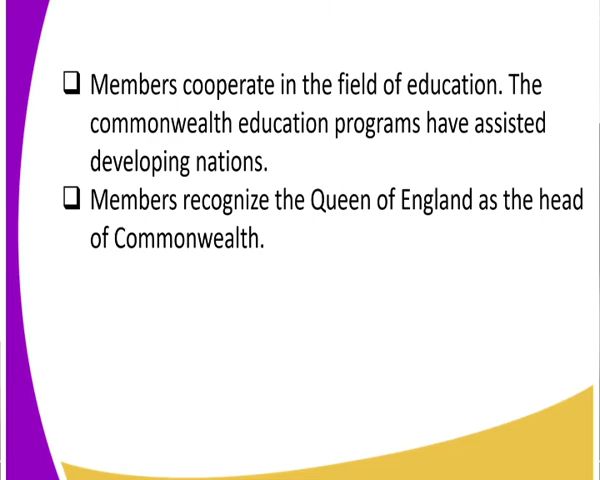 ❑ Members cooperate in the field of education. The
commonwealth education programs have assisted
developing nations.
❑ Members recognize the Queen of England as the head
of Commonwealth.